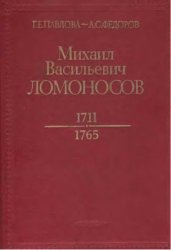 Г.Е.ПАВЛОВА–А.С.ФЕДОРОВ
Михаил
Васильевич
ЛОМОНОСОВ
1711
1765